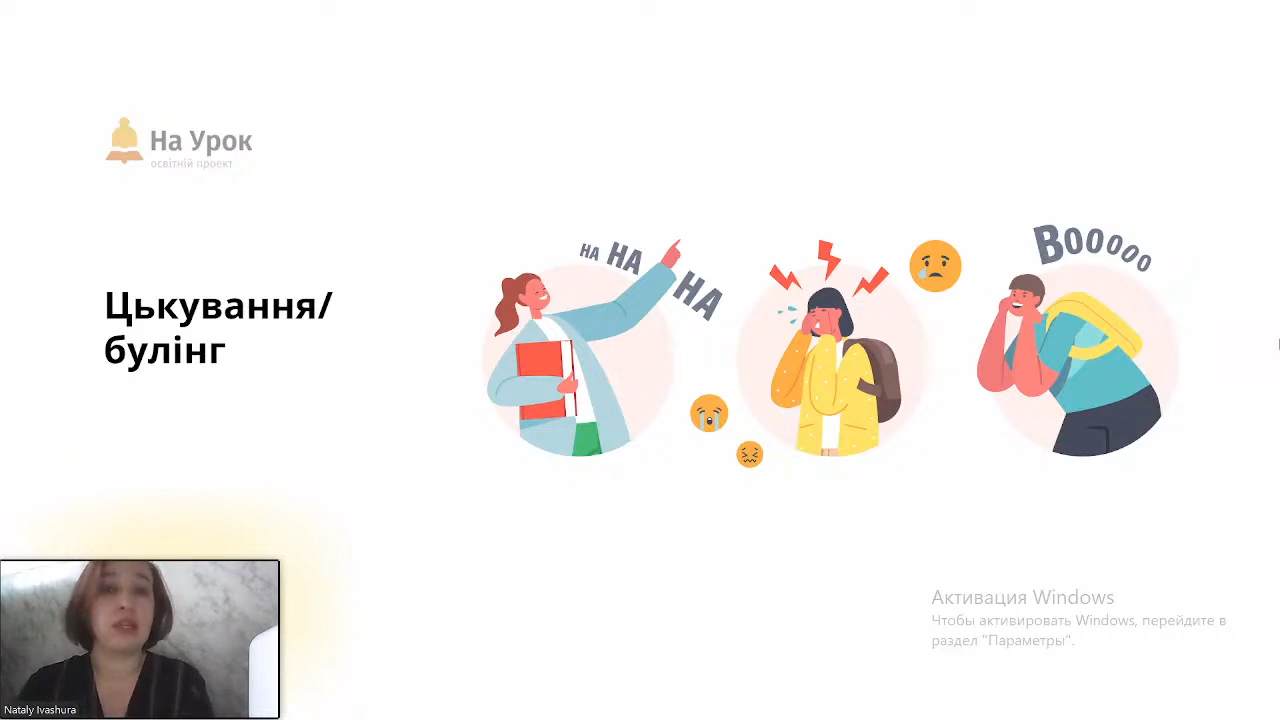 На Урок
освітній проект
Цькування/
булінг
НА НА НА
Вооооо
Активация Windows
Чтобы активировать Windows, перейдите в
раздел "Параметры".
Nataly Ivashura